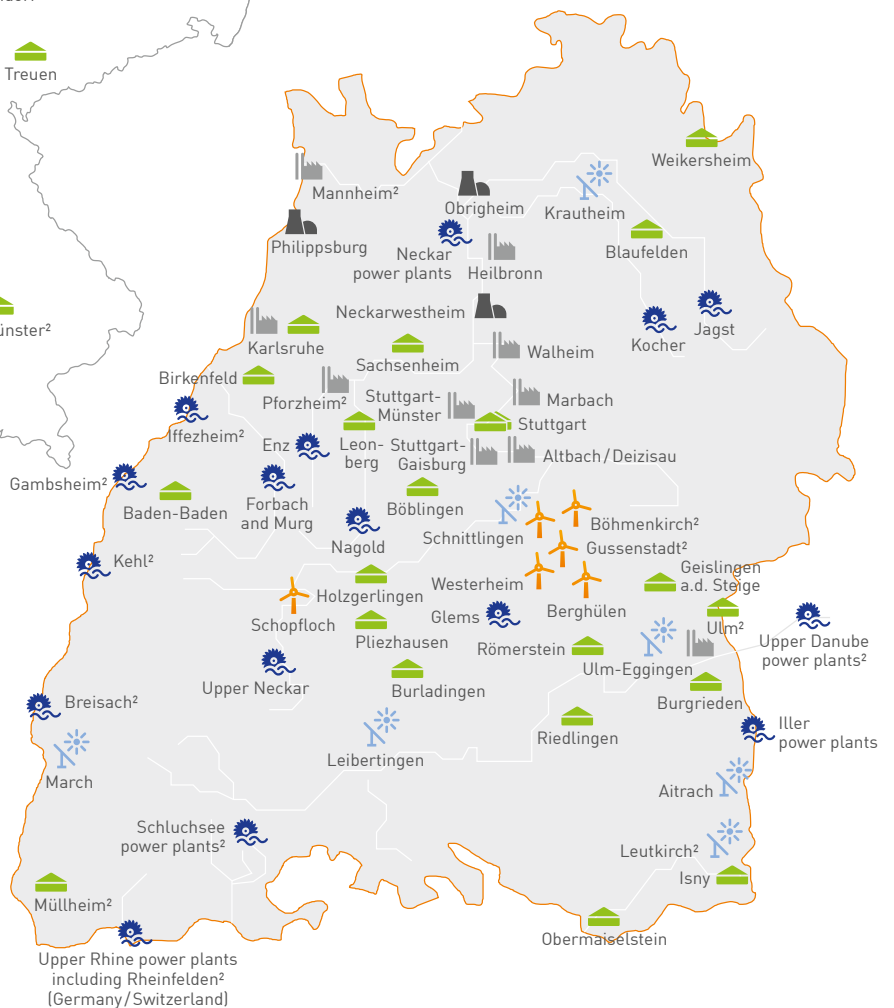 Treuen
Weikersheim
Mannheim²
Obrigheim
Krautheim
Philippsburg
Neckar
power plants
Heilbronn
Blaufelden
ünster²
Neckarwestheim
Kocher
Jagst
Karlsruhe
Sachsenheim
Walheim
Birkenfeld
Pforzheim²
Stuttgart-
Münster
Marbach
Iffezheim²
Enz
Leon-
berg
Stuttgart
Stuttgart-
Gaisburg
Altbach/Deizisau
Gambsheim²
Baden-Baden
Forbach
and Murg
Böblingen
Nagold
Schnittlingen
Böhmenkirch²
Gussenstadt²
Kehl²
Holzgerlingen
Westerheim
Geislingen
a.d. Steige
Schopfloch
Glems
Berghülen
Ulm²
Pliezhausen
Römerstein
Ulm-Eggingen
Upper Danube
power plants²
Upper Neckar
Burladingen
Burgrieden
Breisach²
Riedlingen
Iller
power plants
March
Leibertingen
Aitrach
Schluchsee
power plants²
Leutkirch²
Isny
Müllheim²
Obermaiselstein
Upper Rhine power plants
including Rheinfelden²
(Germany/Switzerland)